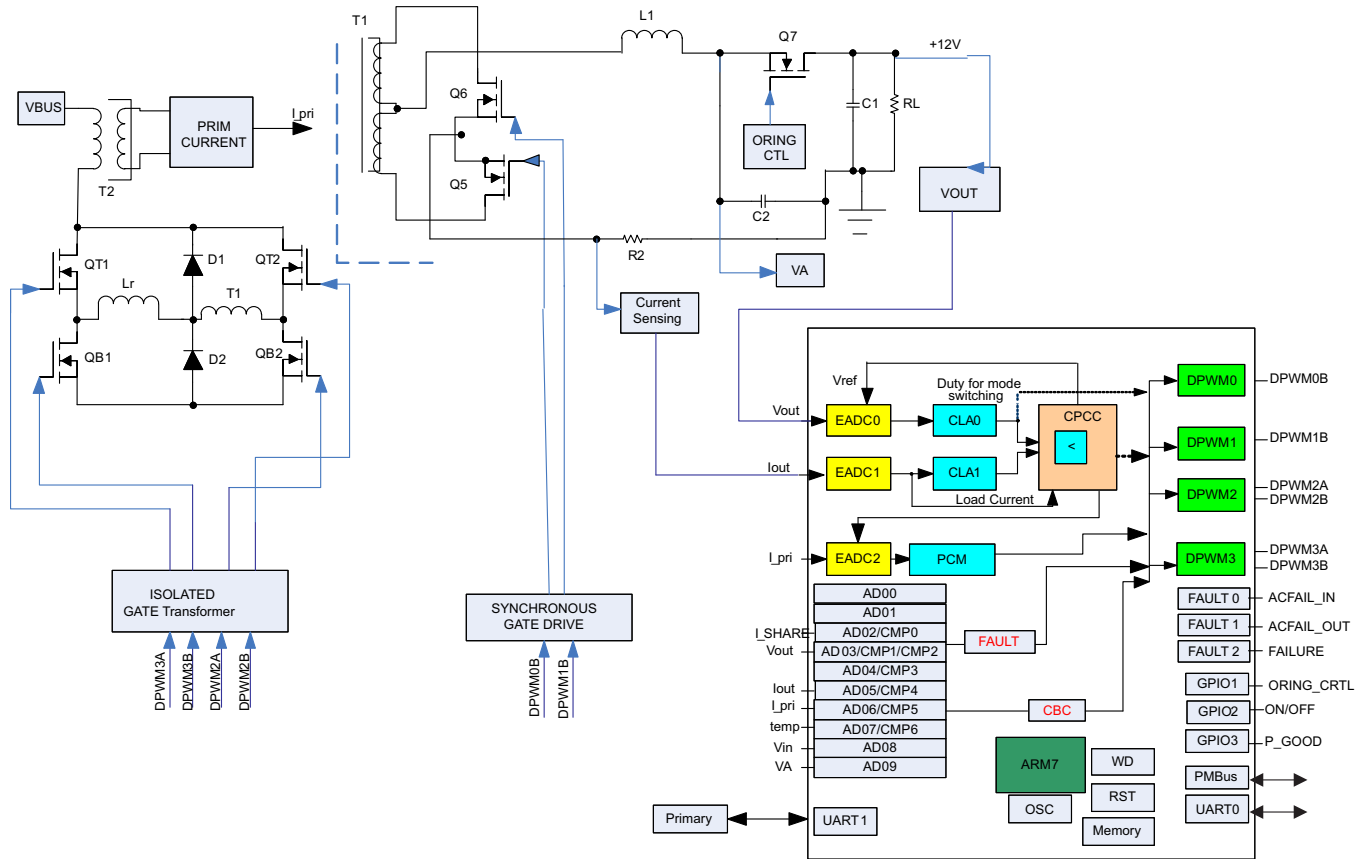 T1
L1
Q7
+12V
VBUS
PRIM
CURRENT
I_pri
T2
Q6
Q5
ORING
CTL
C1
RL
VOUT
C2
R2
VA
QT1
D1
QT2
Lr
T1
QB1
D2
QB2
Current
Sensing
Vref
Duty for mode
switching
Vout
EADC0
CLA0
CPCC
<
Iout
EADC1
CLA1
Load Current
I_pri
EADC2
PCM
DPWM0
DPWM0B
DPWM1
DPWM1B
DPWM2
DPWM2A
DPWM2B
DPWM3
DPWM3A
DPWM3B
ISOLATED
GATE Transformer
DPWM3A
DPWM3B
DPWM2A
DPWM2B
SYNCHRONOUS
GATE DRIVE
DPWM0B
DPWM1B
AD00
AD01
I_SHARE
AD02/CMP0
Vout
AD03/CMP1/CMP2
AD04/CMP3
Iout
AD05/CMP4
I_pri
AD06/CMP5
temp
AD07/CMP6
Vin
AD08
VA
AD09
FAULT
CBC
FAULT 0
ACFAIL_IN
FAULT 1
ACFAIL_OUT
FAULT 2
FAILURE
GPIO1
ORING_CRTL
GPIO2
ON/OFF
GPIO3
P_GOOD
ARM7
WD
OSC
RST
Memory
PMBus
UART0
Primary
UART1